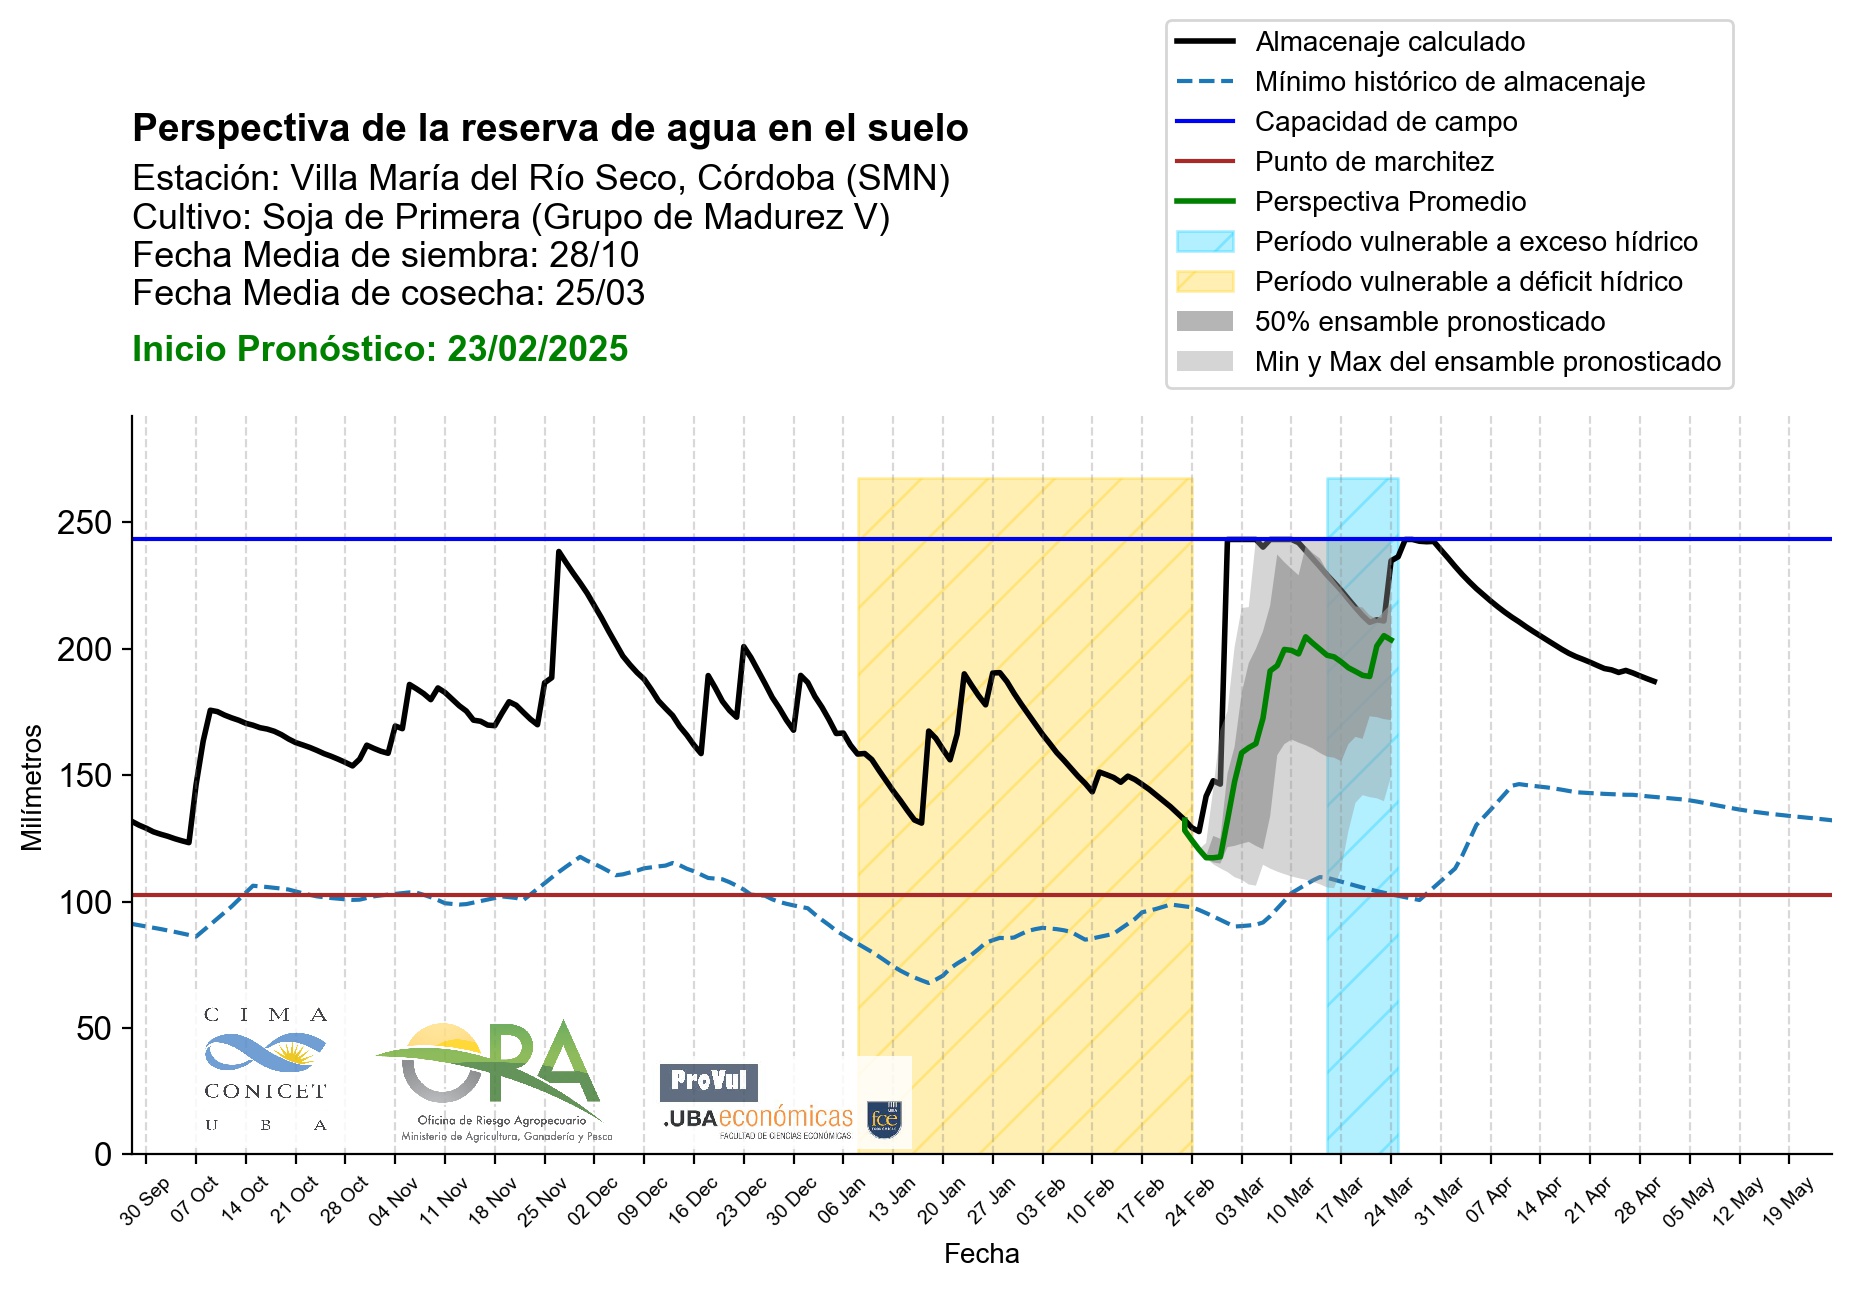 Perspectiva de la reserva de agua en el suelo
Estación: Villa María del Río Seco, Córdoba (SMN)
Cultivo: Soja de Primera (Grupo de Madurez V)
Fecha Media de siembra: 28/10
Fecha Media de cosecha: 25/03
Inicio Pronóstico: 23/02/2025
Almacenaje calculado
Mínimo histórico de almacenaje
Capacidad de campo
Punto de marchitez
Perspectiva Promedio
Período vulnerable a exceso hídrico
Período vulnerable a déficit hídrico
50% ensamble pronosticado
Min y Max del ensamble pronosticado
Milímetros
250
200
150
100
50
0
CIMA
CONICET
UBA
ORA
Oficina de Riesgo Agropecuario
Ministerio de Agricultura, Ganadería y Pesca
ProVul
.UBAeconómicas
FACULTAD DE CIENCIAS ECONÓMICAS
fce
30 Sep
07 Oct
14 Oct
21 Oct
28 Oct
04 Nov
11 Nov
18 Nov
25 Nov
02 Dec
09 Dec
16 Dec
23 Dec
30 Dec
06 Jan
13 Jan
20 Jan
27 Jan
03 Feb
10 Feb
17 Feb
24 Feb
03 Mar
10 Mar
17 Mar
24 Mar
31 Mar
07 Apr
14 Apr
21 Apr
28 Apr
05 May
12 May
19 May
Fecha